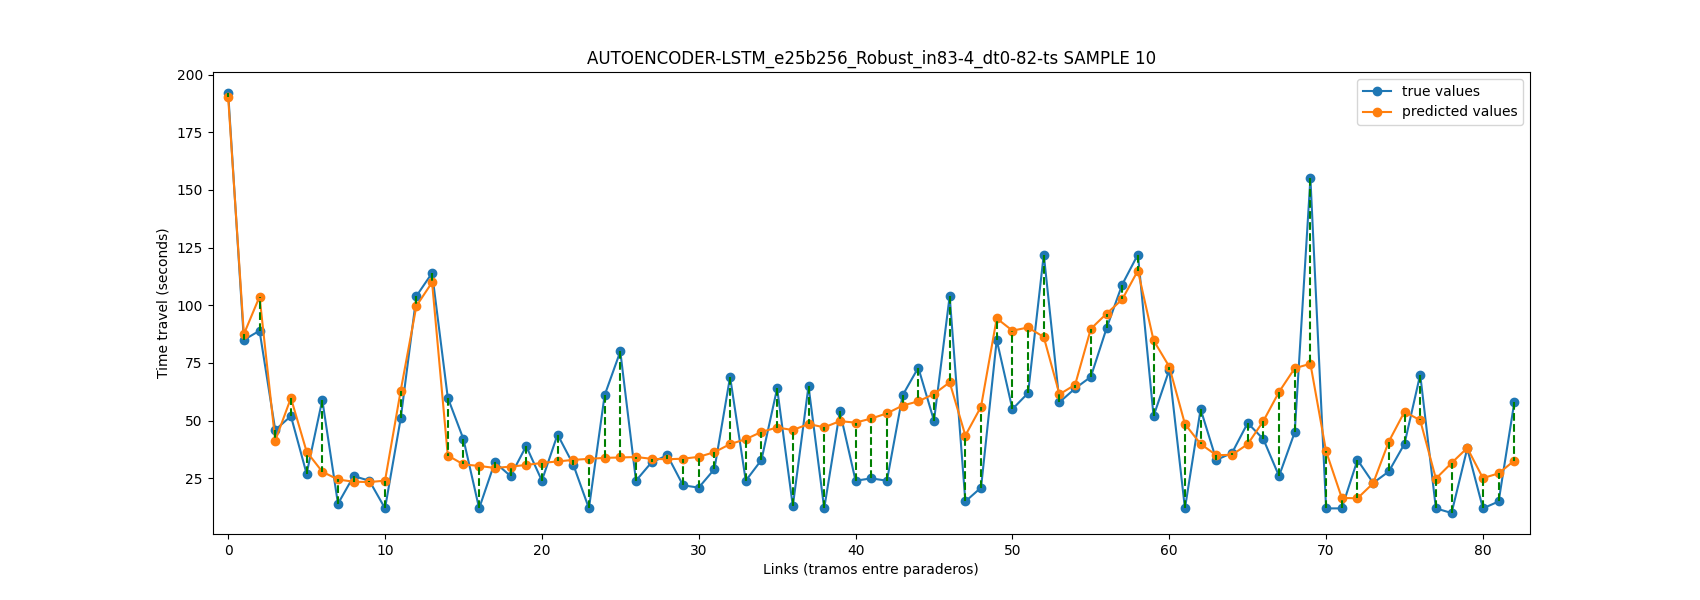 AUTOENCODER-LSTM_e25b256_Robust_in83-4_dt0-82-ts SAMPLE 10
true values
predicted values
Time travel (seconds)
200
175
150
125
100
75
50
25
0 10 20 30 40 50 60 70 80
Links (tramos entre paraderos)